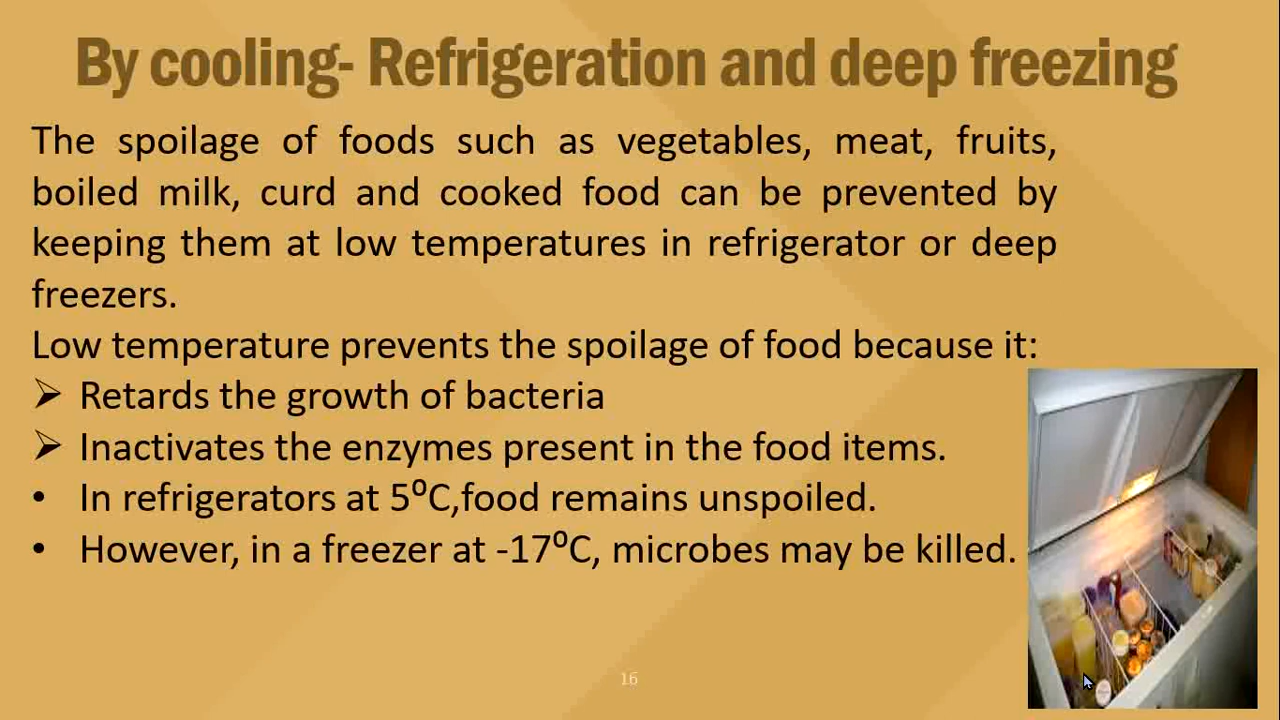 By cooling- Refrigeration and deep freezing
The spoilage of foods such as vegetables, meat, fruits,
boiled milk, curd and cooked food can be prevented by
keeping them at low temperatures in refrigerator or deep
freezers.
Low temperature prevents the spoilage of food because it:
➢ Retards the growth of bacteria
➢ Inactivates the enzymes present in the food items.
• In refrigerators at 5⁰C,food remains unspoiled.
• However, in a freezer at -17⁰C, microbes may be killed.
16